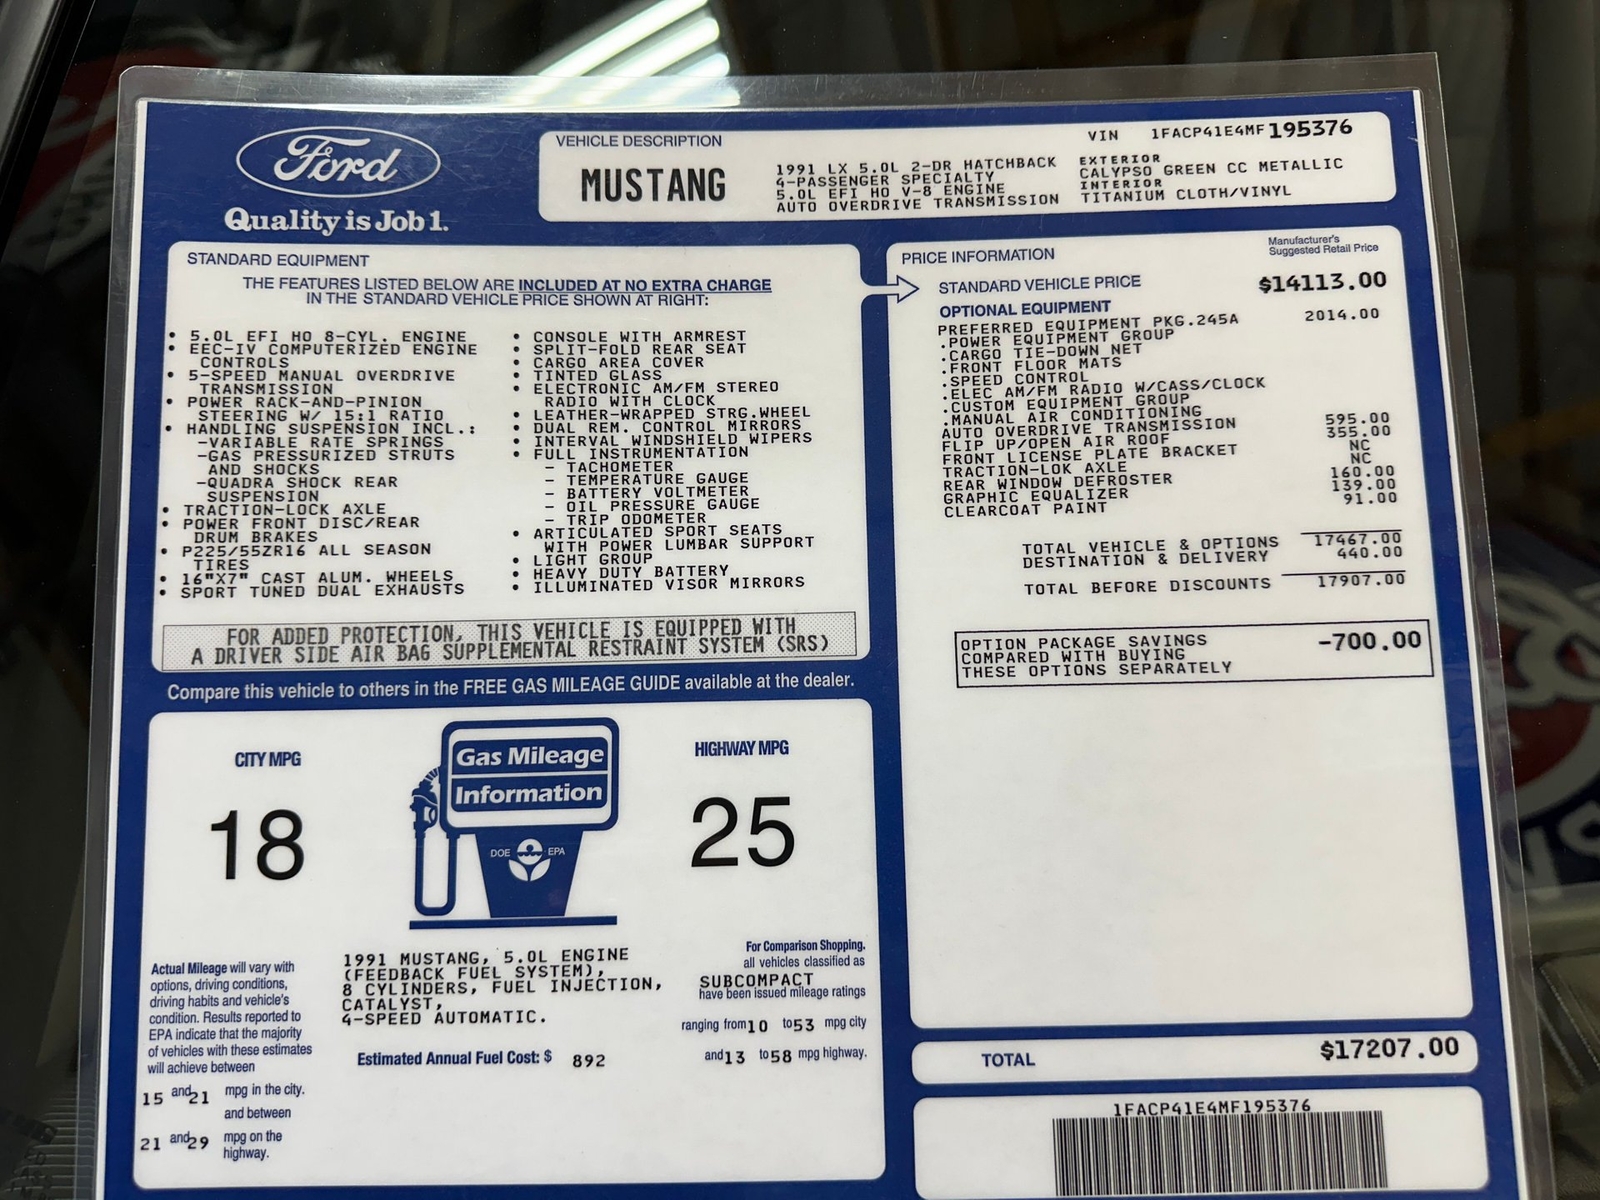 Ford
Quality is Job 1.
VEHICLE DESCRIPTION
MUSTANG
1991 LX 5.0L 2-DR HATCHBACK
4-PASSENGER SPECIALTY
5.0L EFI HO V-8 ENGINE
AUTO OVERDRIVE TRANSMISSION
VIN 1FACP41E4MF195376
EXTERIOR
CALYPSO GREEN CC METALLIC
INTERIOR
TITANIUM CLOTH/VINYL
STANDARD EQUIPMENT
THE FEATURES LISTED BELOW ARE INCLUDED AT NO EXTRA CHARGE
IN THE STANDARD VEHICLE PRICE SHOWN AT RIGHT:
• 5.0L EFI HO 8-CYL. ENGINE
• EEC-IV COMPUTERIZED ENGINE
CONTROLS
• 5-SPEED MANUAL OVERDRIVE
TRANSMISSION
• POWER RACK-AND-PINION
STEERING W/ 15:1 RATIO
• HANDLING SUSPENSION INCL.:
-VARIABLE RATE SPRINGS
-GAS PRESSURIZED STRUTS
AND SHOCKS
-QUADRA SHOCK REAR
SUSPENSION
• TRACTION-LOCK AXLE
• POWER FRONT DISC/REAR
DRUM BRAKES
• P225/55ZR16 ALL SEASON
TIRES
• 16"X7" CAST ALUM. WHEELS
• SPORT TUNED DUAL EXHAUSTS
• CONSOLE WITH ARMREST
• SPLIT-FOLD REAR SEAT
• CARGO AREA COVER
• TINTED GLASS
• ELECTRONIC AM/FM STEREO
RADIO WITH CLOCK
• LEATHER-WRAPPED STRG.WHEEL
• DUAL REM. CONTROL MIRRORS
• INTERVAL WINDSHIELD WIPERS
• FULL INSTRUMENTATION
- TACHOMETER
- TEMPERATURE GAUGE
- BATTERY VOLTMETER
- OIL PRESSURE GAUGE
- TRIP ODOMETER
• ARTICULATED SPORT SEATS
WITH POWER LUMBAR SUPPORT
• LIGHT GROUP
• HEAVY DUTY BATTERY
• ILLUMINATED VISOR MIRRORS
FOR ADDED PROTECTION, THIS VEHICLE IS EQUIPPED WITH
A DRIVER SIDE AIR BAG SUPPLEMENTAL RESTRAINT SYSTEM (SRS)
Compare this vehicle to others in the FREE GAS MILEAGE GUIDE available at the dealer.
CITY MPG
18
Gas Mileage
Information
DOE EPA
HIGHWAY MPG
25
Actual Mileage will vary with
options, driving conditions,
driving habits and vehicle's
condition. Results reported to
EPA indicate that the majority
of vehicles with these estimates
will achieve between
15 and 21 mpg in the city.
and between
21 and 29 mpg on the
highway.
1991 MUSTANG, 5.0L ENGINE
(FEEDBACK FUEL SYSTEM),
8 CYLINDERS, FUEL INJECTION,
CATALYST,
4-SPEED AUTOMATIC.
Estimated Annual Fuel Cost: $ 892
For Comparison Shopping.
all vehicles classified as
SUBCOMPACT
have been issued mileage ratings
ranging from 10 to 53 mpg city
and 13 to 58 mpg highway.
PRICE INFORMATION
Manufacturer's
Suggested Retail Price
STANDARD VEHICLE PRICE $14113.00
OPTIONAL EQUIPMENT
PREFERRED EQUIPMENT PKG.245A 2014.00
.POWER EQUIPMENT GROUP
.CARGO TIE-DOWN NET
.FRONT FLOOR MATS
.SPEED CONTROL
.ELEC AM/FM RADIO W/CASS/CLOCK
.CUSTOM EQUIPMENT GROUP
.MANUAL AIR CONDITIONING
AUTO OVERDRIVE TRANSMISSION 595.00
FLIP UP/OPEN AIR ROOF 355.00
FRONT LICENSE PLATE BRACKET NC
TRACTION-LOK AXLE NC
REAR WINDOW DEFROSTER 160.00
GRAPHIC EQUALIZER 139.00
CLEARCOAT PAINT 91.00
TOTAL VEHICLE & OPTIONS 17467.00
DESTINATION & DELIVERY 440.00
TOTAL BEFORE DISCOUNTS 17907.00
OPTION PACKAGE SAVINGS -700.00
COMPARED WITH BUYING
THESE OPTIONS SEPARATELY
TOTAL $17207.00
1FACP41E4MF195376